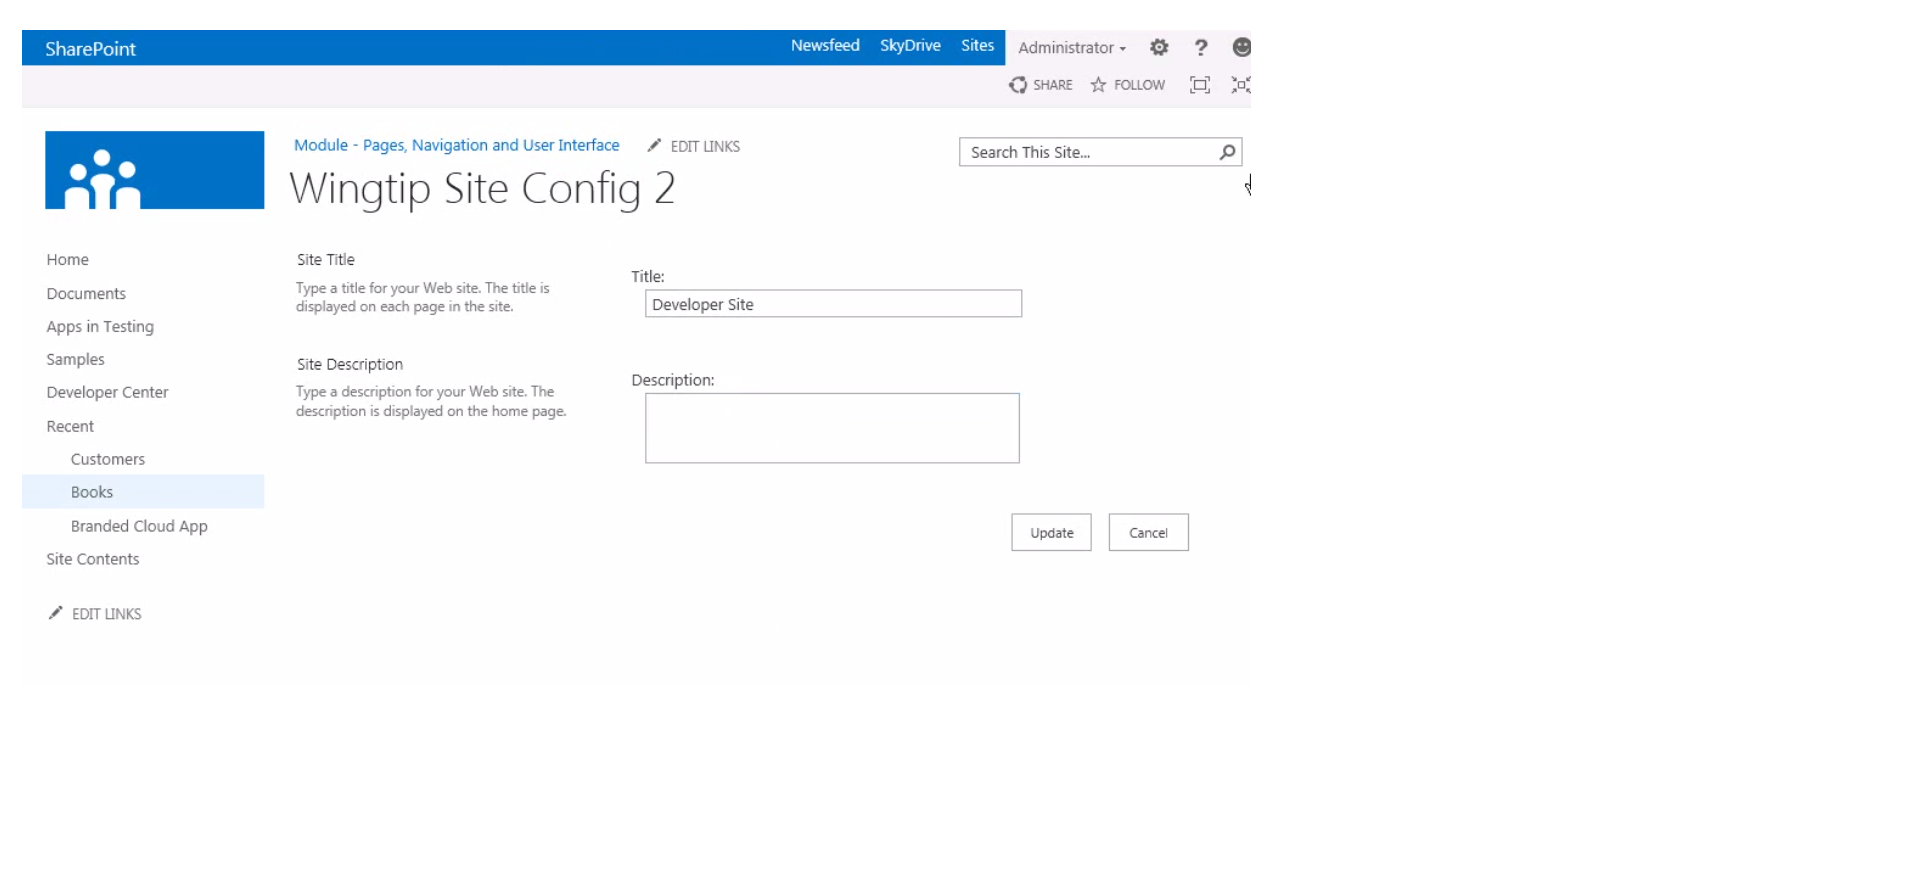 SharePoint
Newsfeed SkyDrive Sites Administrator ?
SHARE FOLLOW
Module - Pages, Navigation and User Interface EDIT LINKS
Search This Site...
Wingtip Site Config 2
Home
Documents
Apps in Testing
Samples
Developer Center
Recent
Customers
Books
Branded Cloud App
Site Contents
EDIT LINKS
Site Title
Type a title for your Web site. The title is
displayed on each page in the site.
Title:
Developer Site
Site Description
Type a description for your Web site. The
description is displayed on the home page.
Description:
Update Cancel